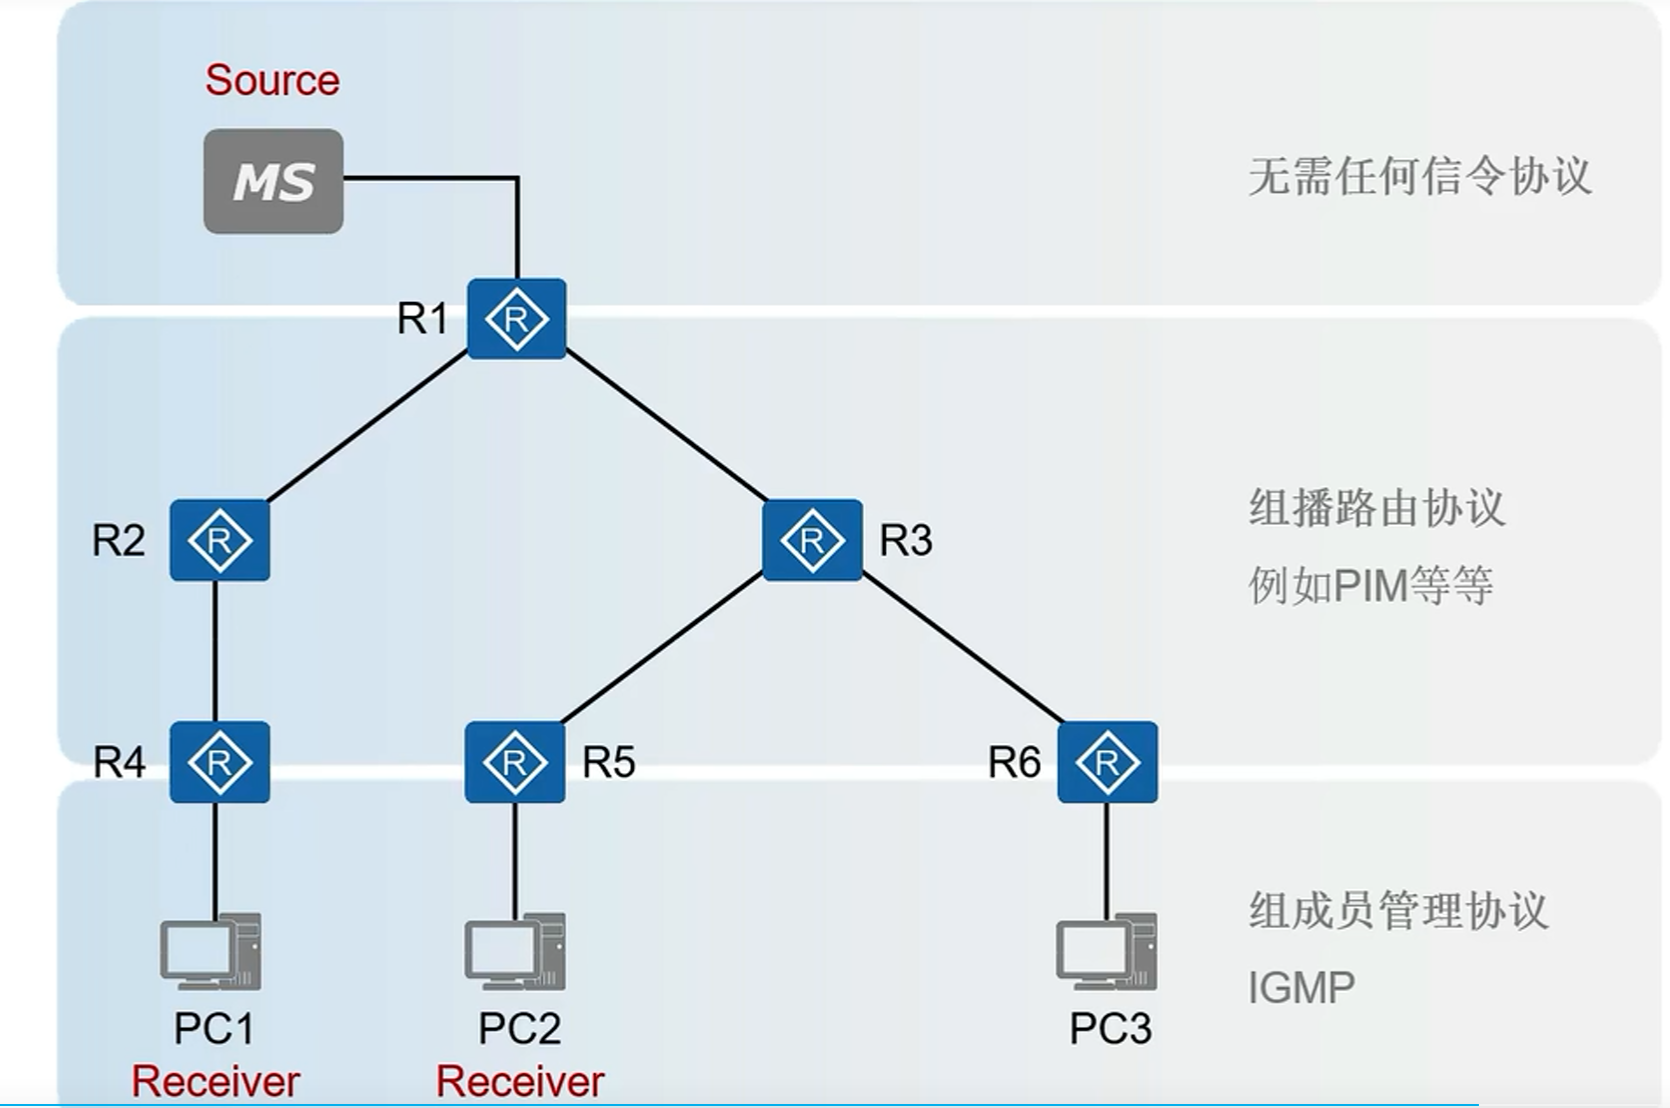 Source
MS
无需任何信令协议
R1
R
R2
R
R
R3
组播路由协议
例如PIM等等
R4
R
R
R5
R6
R
组成员管理协议
IGMP
PC1
PC2
PC3
Receiver
Receiver